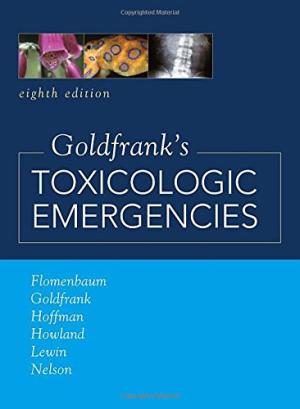 eighth edition
Goldfrank's
TOXICOLOGIC
EMERGENCIES
Flomenbaum
Goldfrank
Hoffman
Howland
Lewin
Nelson